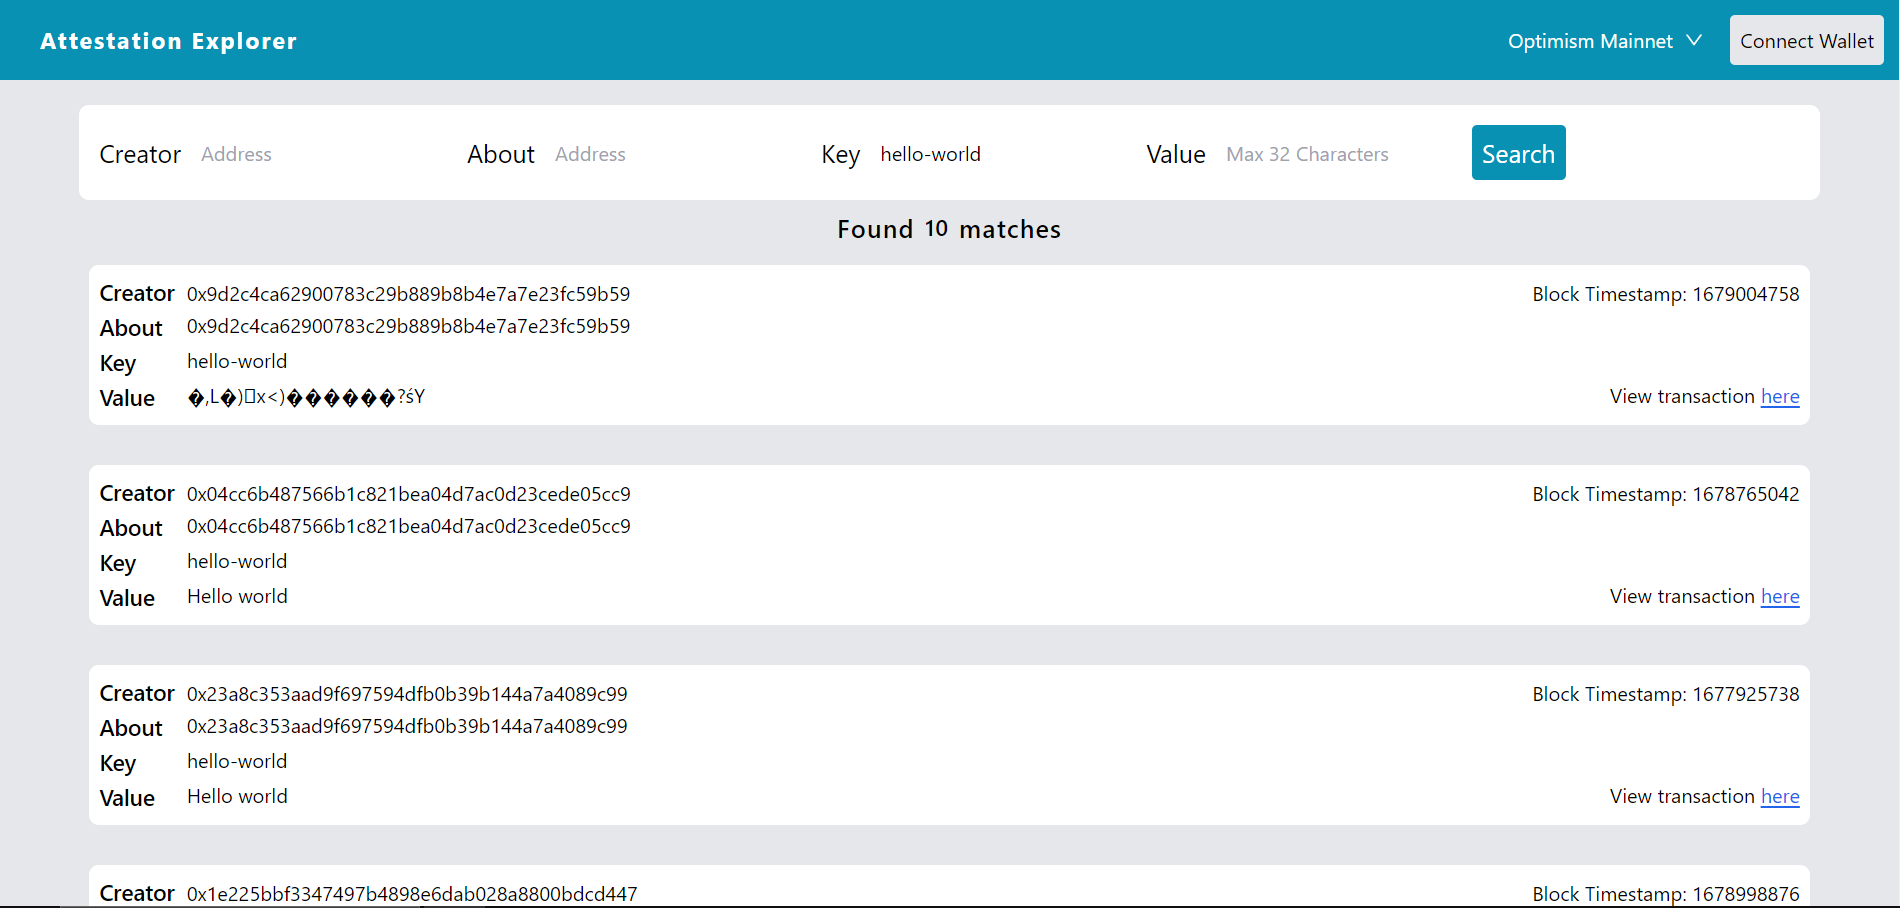 Attestation Explorer
Optimism Mainnet
Connect Wallet
Creator Address About Address Key hello-world Value Max 32 Characters Search
Found 10 matches
Creator 0x9d2c4ca62900783c29b889b8b4e7a7e23fc59b59 Block Timestamp: 1679004758
About 0x9d2c4ca62900783c29b889b8b4e7a7e23fc59b59
Key hello-world
Value �,L�)▯x<)������?śY View transaction here
Creator 0x04cc6b487566b1c821bea04d7ac0d23cede05cc9 Block Timestamp: 1678765042
About 0x04cc6b487566b1c821bea04d7ac0d23cede05cc9
Key hello-world
Value Hello world View transaction here
Creator 0x23a8c353aad9f697594dfb0b39b144a7a4089c99 Block Timestamp: 1677925738
About 0x23a8c353aad9f697594dfb0b39b144a7a4089c99
Key hello-world
Value Hello world View transaction here
Creator 0x1e225bbf3347497b4898e6dab028a8800bdcd447 Block Timestamp: 1678998876